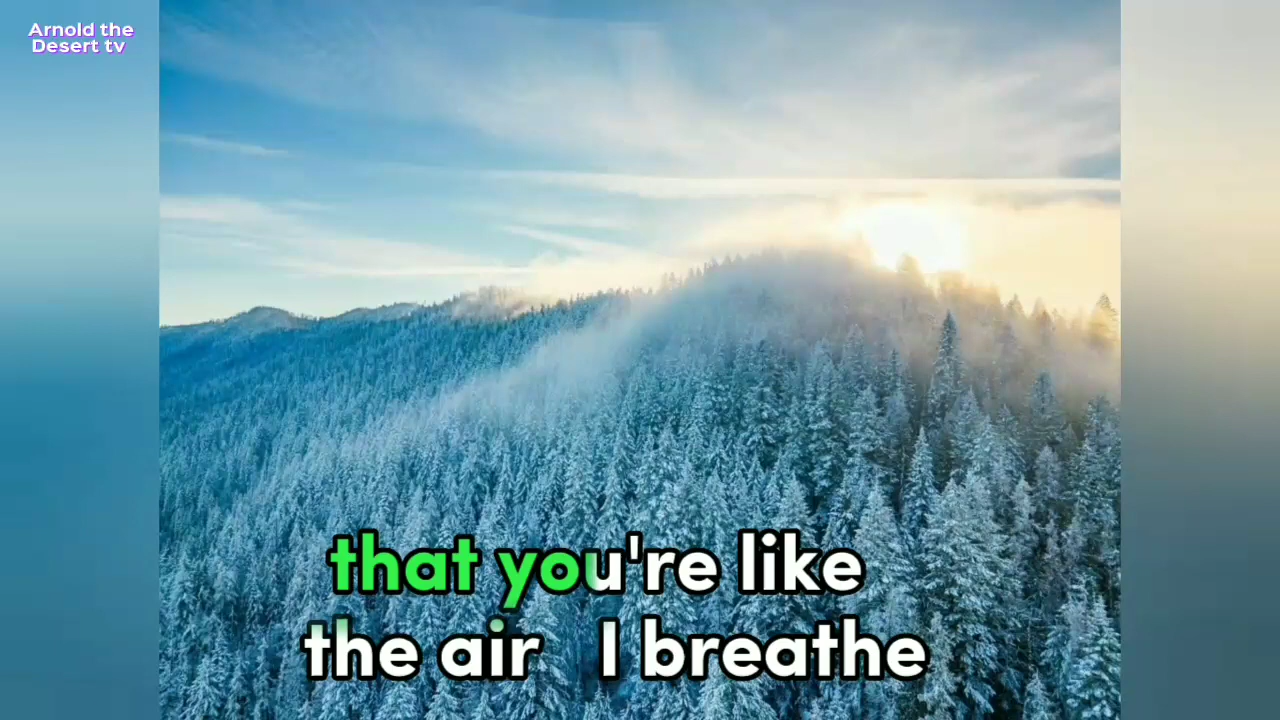 Arnold the
Desert tv
that you're like
the air I breathe